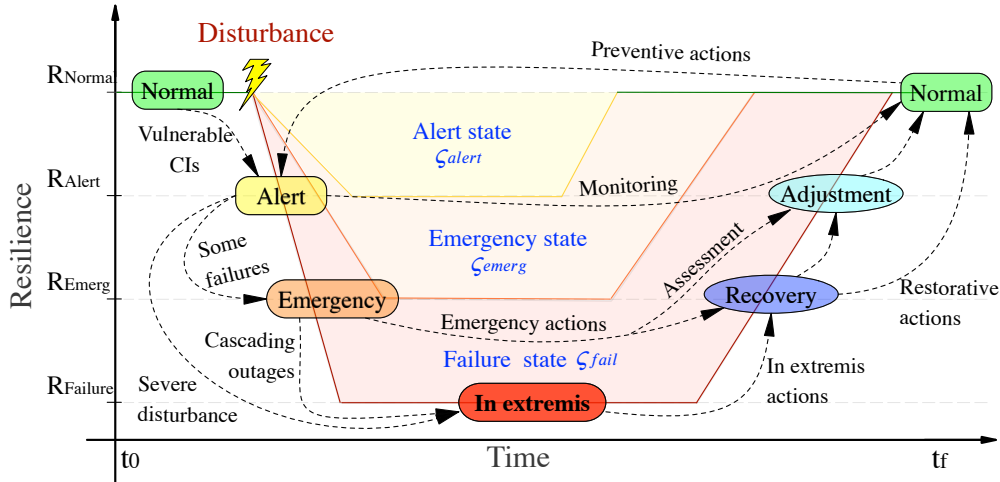 Disturbance
Preventive actions
RNormal
Normal
Normal
Vulnerable
CIs
Alert state
ςalert
RAlert
Alert
Monitoring
Adjustment
Resilience
Some
failures
Emergency state
ςemerg
Assessment
REmerg
Emergency
Recovery
Restorative
actions
Emergency actions
Cascading
outages
Failure state ςfail
In extremis
actions
RFailure
Severe
disturbance
In extremis
t0
Time
tf